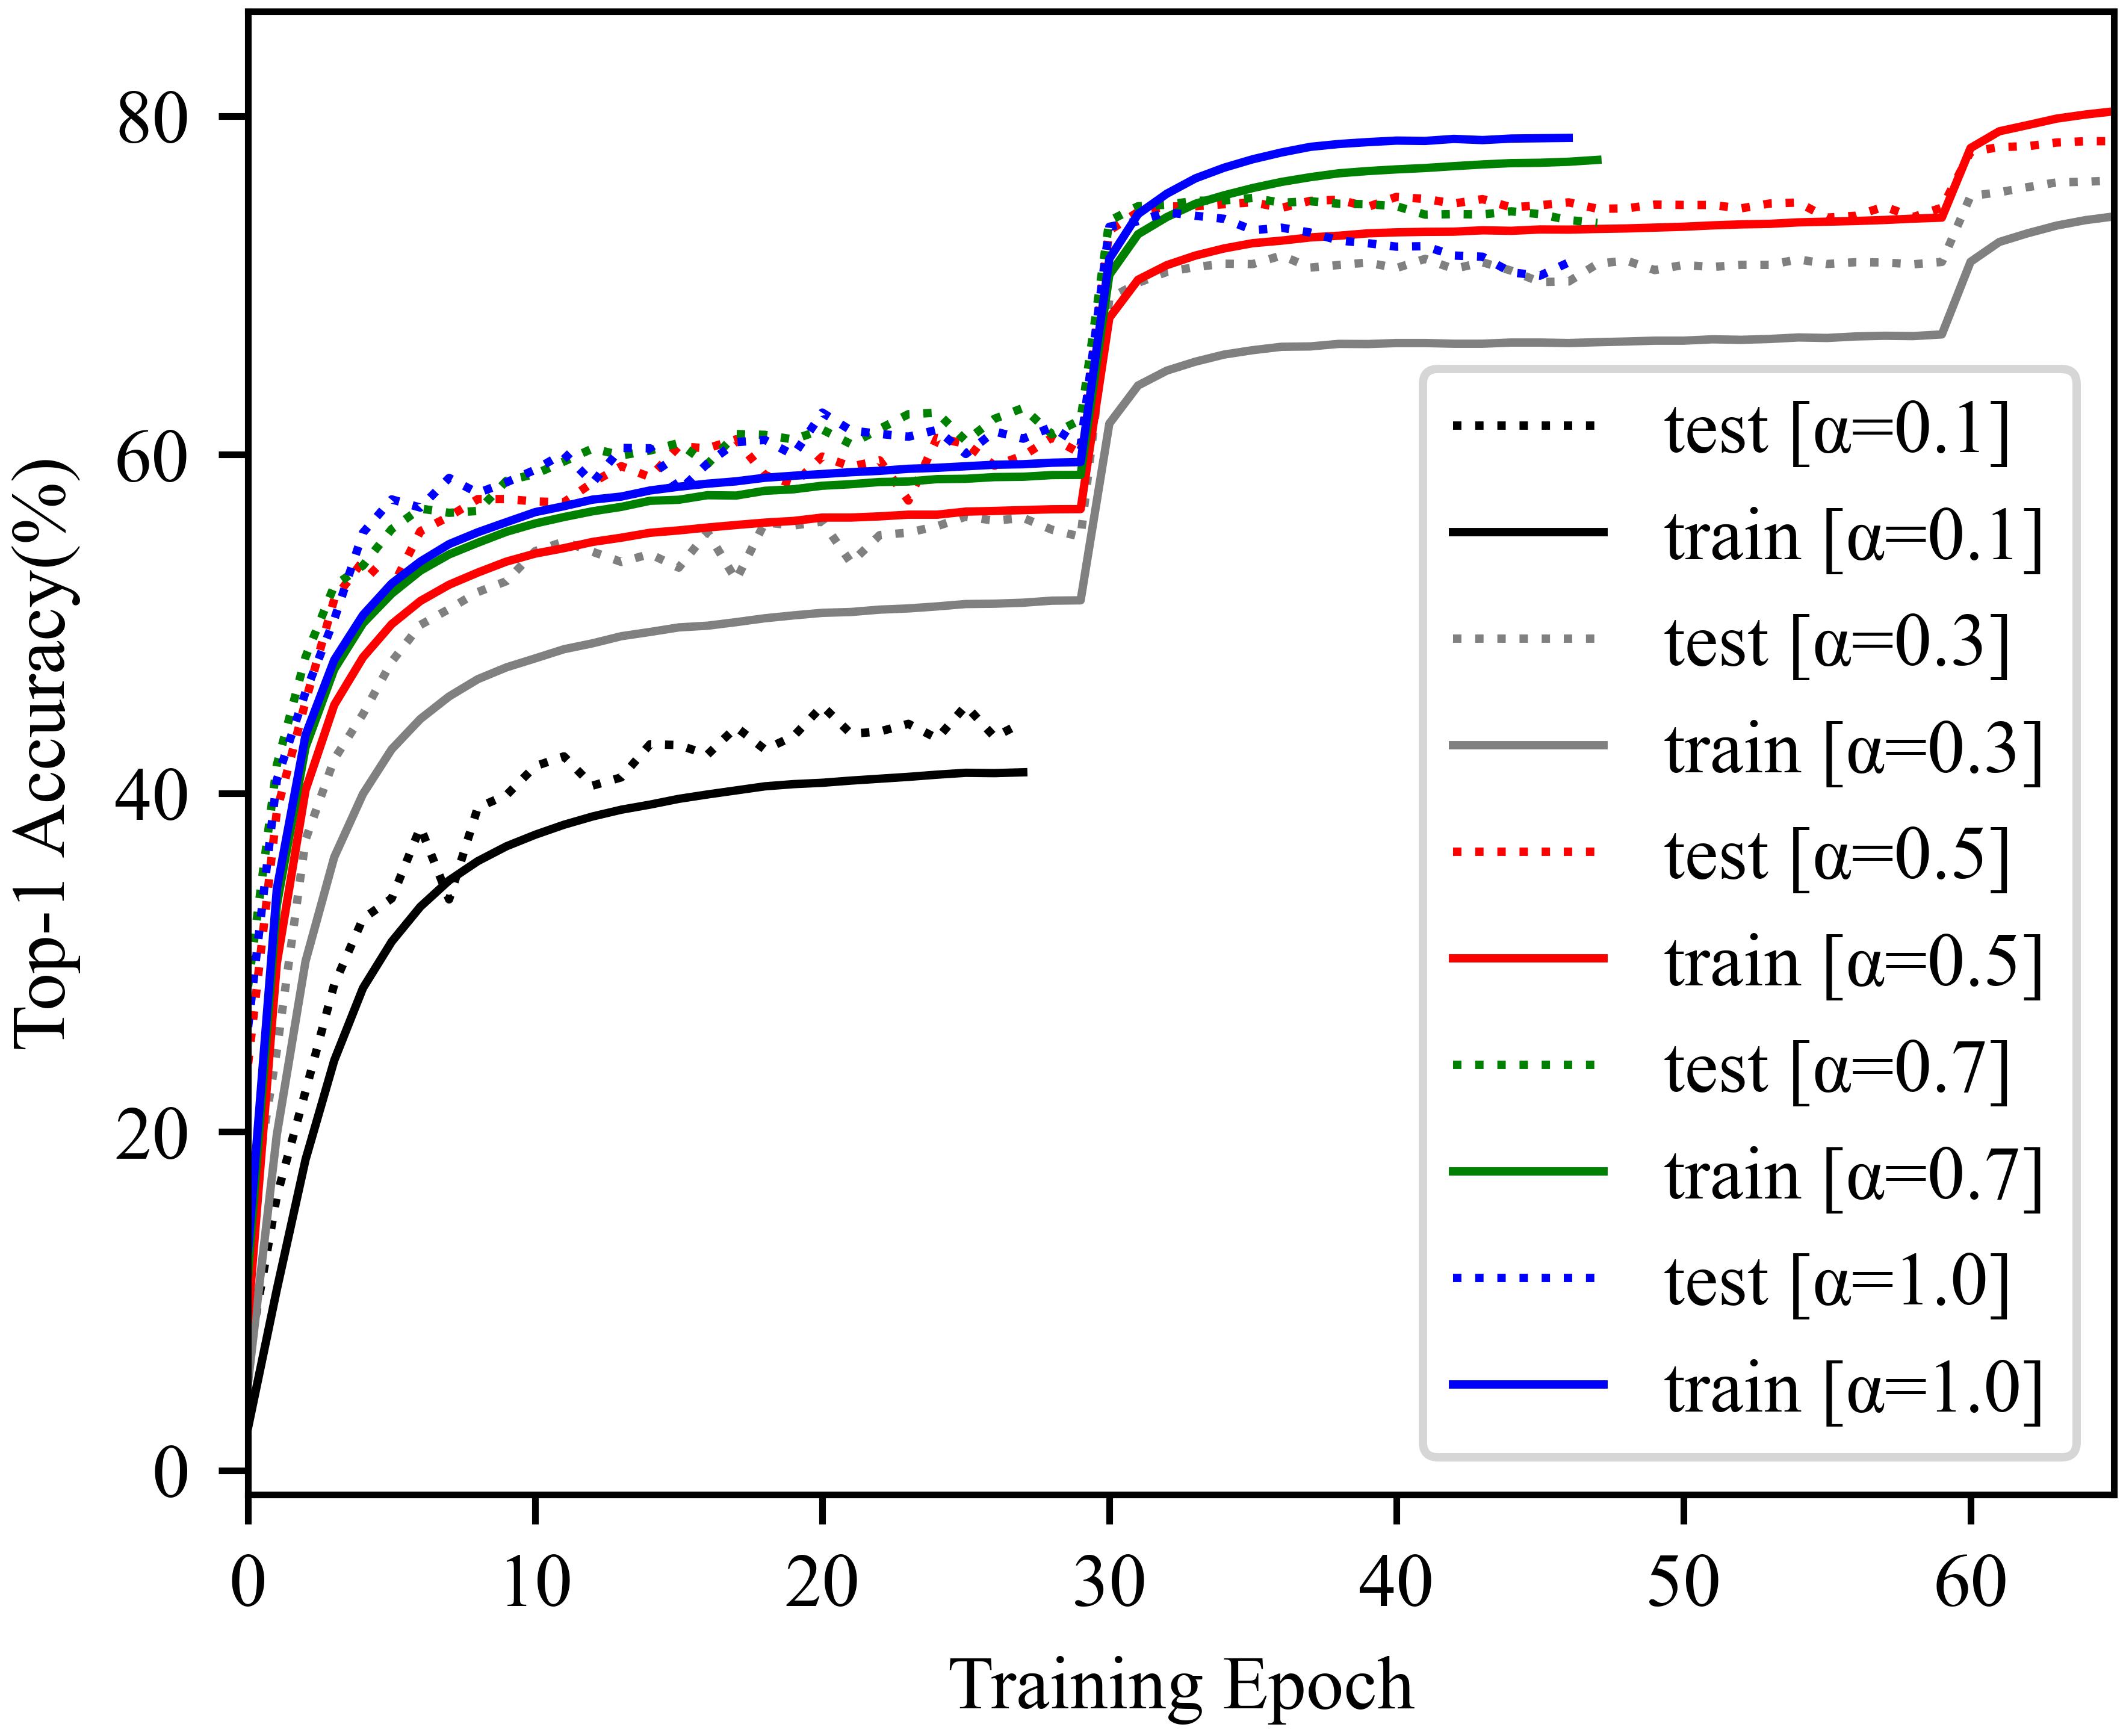 Top-1 Accuracy(%)
80
60
40
20
0
test [α=0.1]
train [α=0.1]
test [α=0.3]
train [α=0.3]
test [α=0.5]
train [α=0.5]
test [α=0.7]
train [α=0.7]
test [α=1.0]
train [α=1.0]
0 10 20 30 40 50 60
Training Epoch